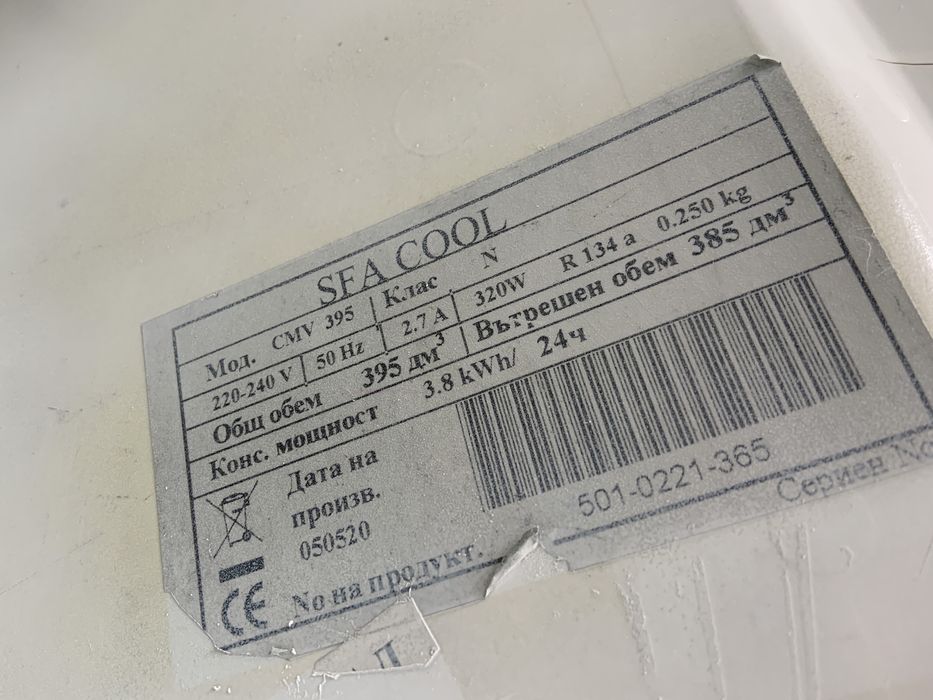 SFA COOL
Мод. CMV 395 Клас N
220-240 V 50 Hz 2.7 A 320W R 134 a 0.250 kg
Общ обем 395 дм³ Вътрешен обем 385 дм³
Конс. мощност 3.8 kWh/ 24ч
Дата на
произв.
050520
501-0221-365
CE No на продукт. Сериен No